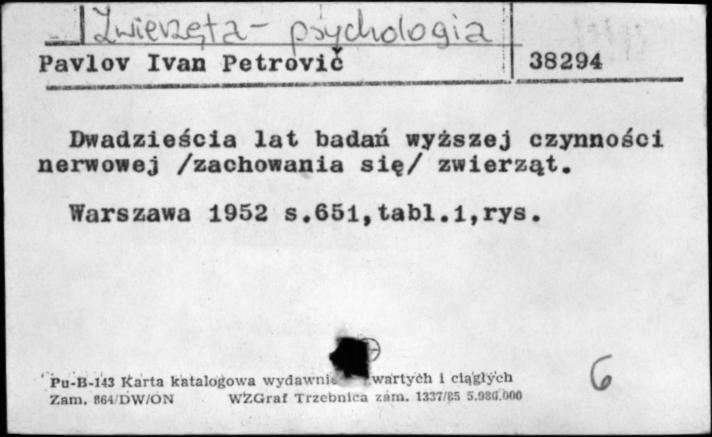 Zwierzęta - psychologia
Pavlov Ivan Petrovič 38294
Dwadzieścia lat badań wyższej czynności
nerwowej /zachowania się/ zwierząt.
Warszawa 1952 s.651,tabl.1,rys.
Pu-B-143 Karta katalogowa wydawni wartych i ciągłych
Zam. 864/DW/ON WZGraf Trzebnica zam. 1337/85 5.980.000
6